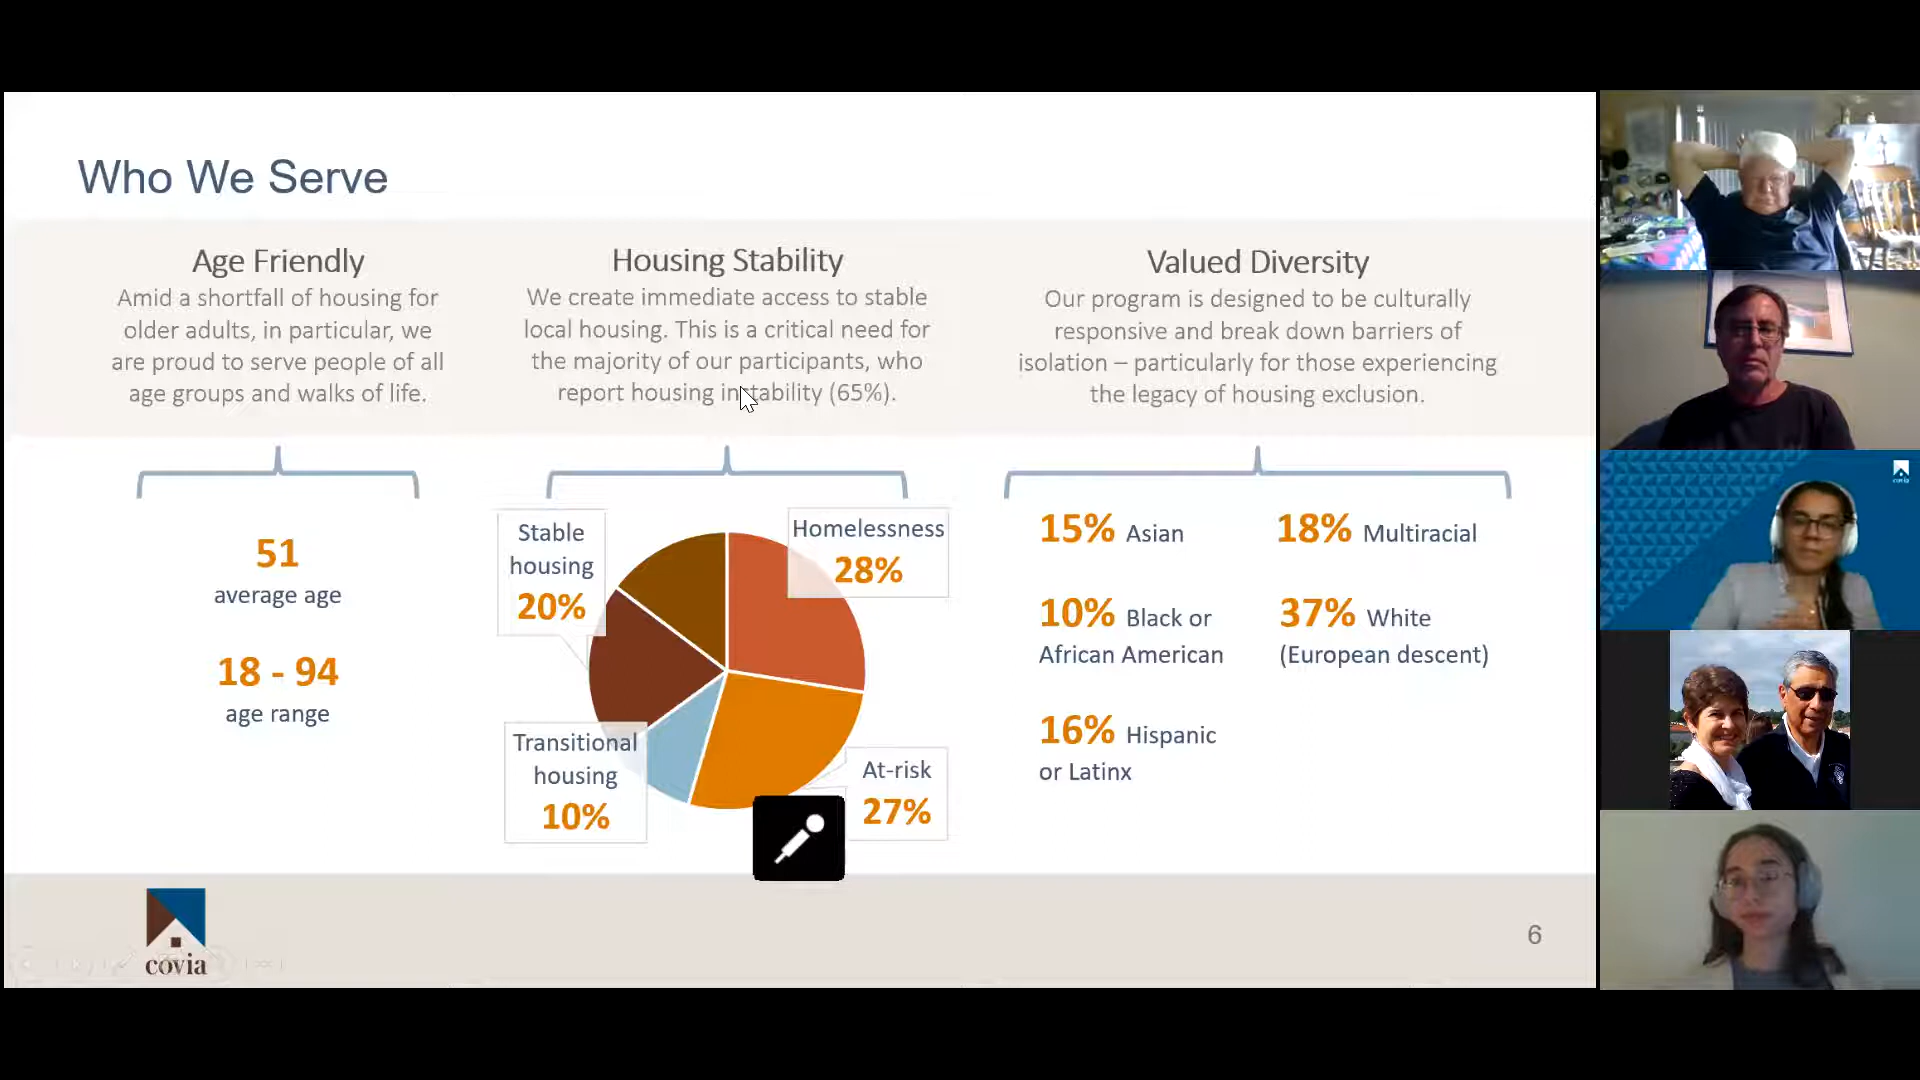 Who We Serve
Age Friendly
Amid a shortfall of housing for
older adults, in particular, we
are proud to serve people of all
age groups and walks of life.
51
average age
18 - 94
age range
Housing Stability
We create immediate access to stable
local housing. This is a critical need for
the majority of our participants, who
report housing instability (65%).
Stable
housing
20%
Homelessness
28%
Transitional
housing
10%
At-risk
27%
Valued Diversity
Our program is designed to be culturally
responsive and break down barriers of
isolation – particularly for those experiencing
the legacy of housing exclusion.
15% Asian
18% Multiracial
10% Black or
African American
37% White
(European descent)
16% Hispanic
or Latinx
covia
6
covia